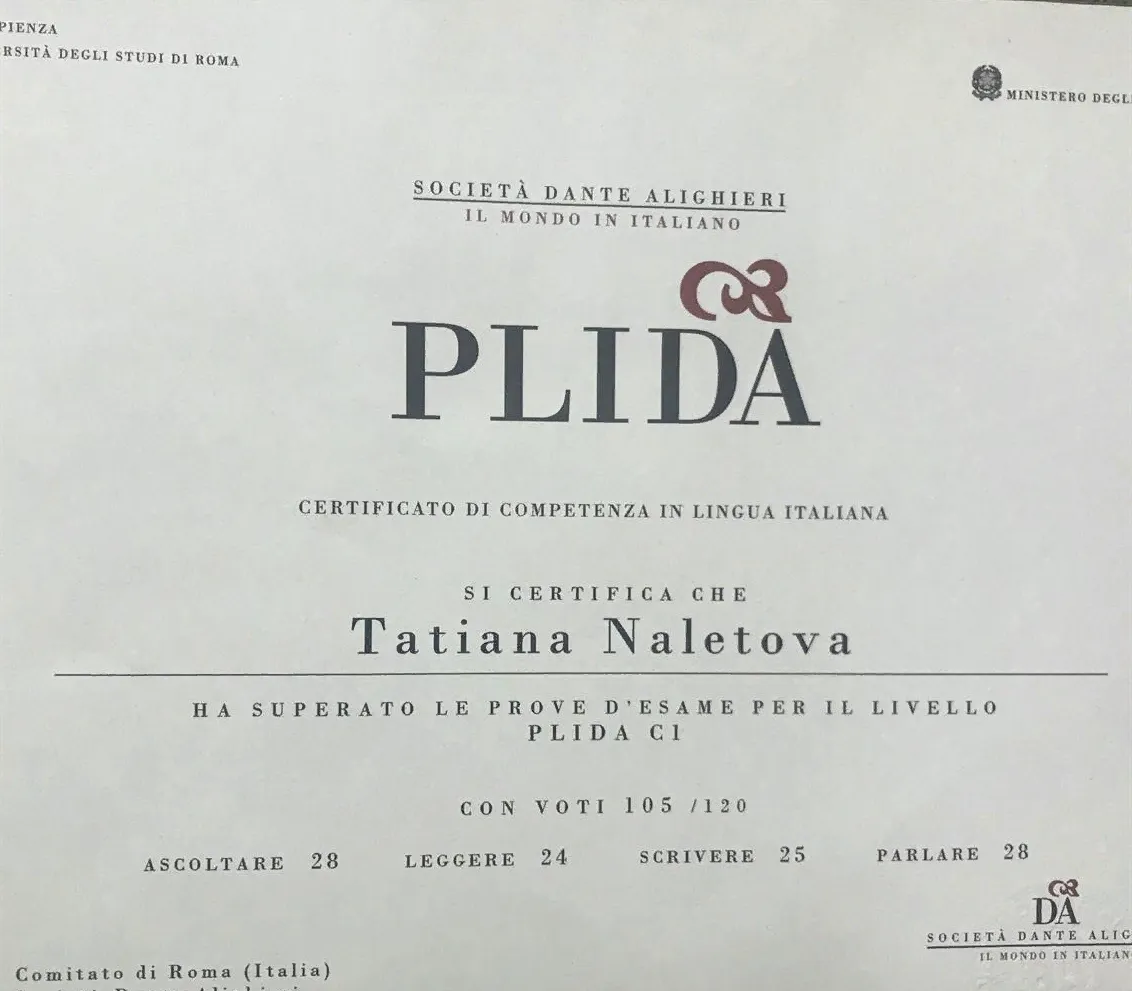 PIENZA
RSITÀ DEGLI STUDI DI ROMA
MINISTERO DEGLI
SOCIETÀ DANTE ALIGHIERI
IL MONDO IN ITALIANO
PLIDA
CERTIFICATO DI COMPETENZA IN LINGUA ITALIANA
SI CERTIFICA CHE
Tatiana Naletova
HA SUPERATO LE PROVE D'ESAME PER IL LIVELLO
PLIDA C1
CON VOTI 105 /120
ASCOLTARE 28 LEGGERE 24 SCRIVERE 25 PARLARE 28
DA
SOCIETÀ DANTE ALIG
IL MONDO IN ITALIAN
Comitato di Roma (Italia)